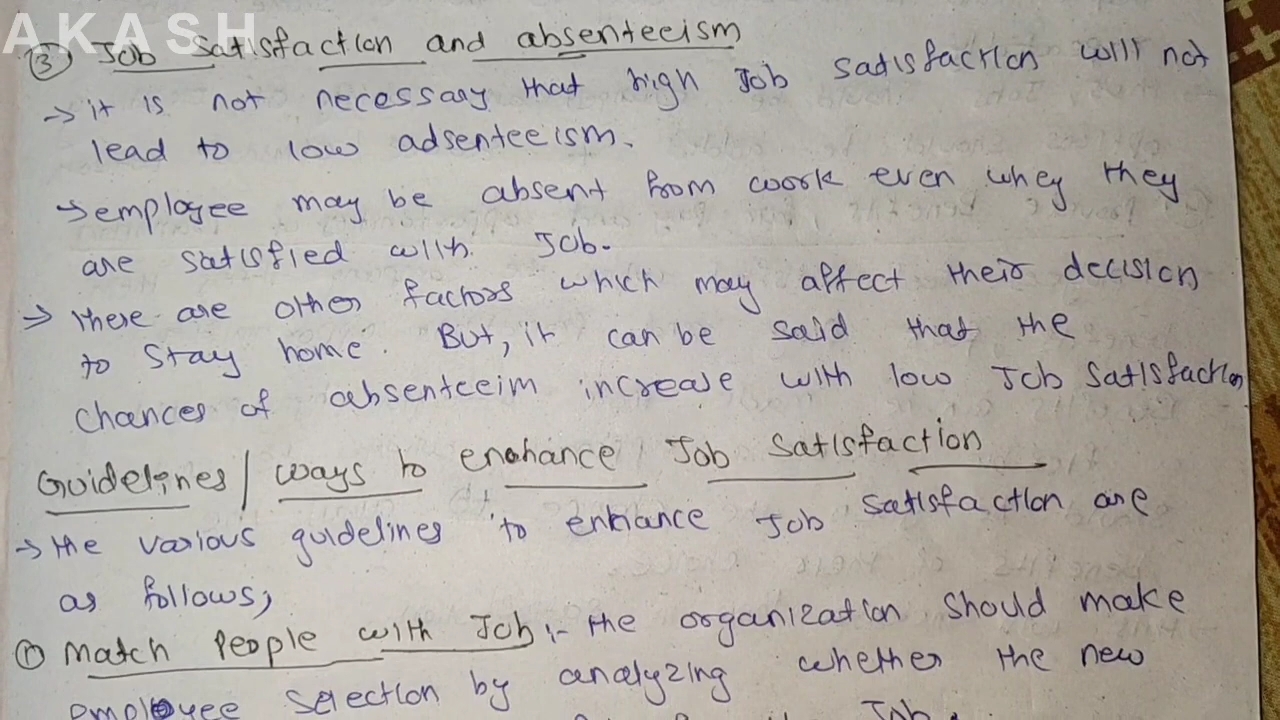 AKASH
③ Job satisfaction and absenteeism
→ it is not necessary that high Job satisfaction will not
lead to low adsenteeism.
→ employee may be absent from work even whey they
are satisfied with Job.
→ there are other factors which may affect their decision
to stay home. But, it can be said that the
chances of absenteeim increase with low Job satisfaction
Guidelines/ ways to enahance Job satisfaction
→ the various guidelines to enhance Job satisfaction are
as follows;
① Match People with Job :- the organization should make
employee selection by analyzing whether the new
Job.